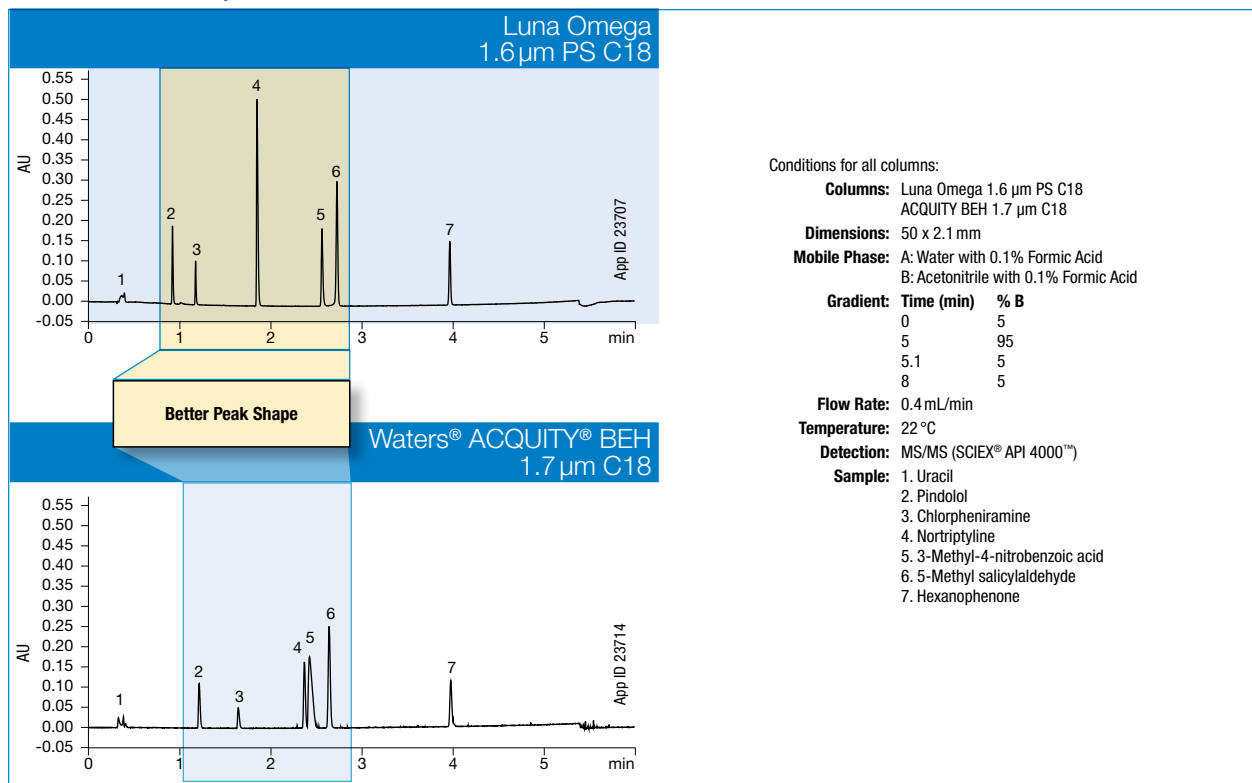 Luna Omega
1.6 µm PS C18
AU
0.55
0.50
0.45
0.40
0.35
0.30
0.25
0.20
0.15
0.10
0.05
0.00
-0.05
1
2
3
4
5
6
7
App ID 23707
0 1 2 3 4 5 min
Better Peak Shape
Waters® ACQUITY® BEH
1.7 µm C18
AU
0.55
0.50
0.45
0.40
0.35
0.30
0.25
0.20
0.15
0.10
0.05
0.00
-0.05
1
2
3
4
5
6
7
App ID 23714
0 1 2 3 4 5 min
Conditions for all columns:
Columns: Luna Omega 1.6 µm PS C18
ACQUITY BEH 1.7 µm C18
Dimensions: 50 x 2.1 mm
Mobile Phase: A: Water with 0.1% Formic Acid
B: Acetonitrile with 0.1% Formic Acid
Gradient: Time (min) % B
0 5
5 95
5.1 5
8 5
Flow Rate: 0.4 mL/min
Temperature: 22 °C
Detection: MS/MS (SCIEX® API 4000™)
Sample: 1. Uracil
2. Pindolol
3. Chlorpheniramine
4. Nortriptyline
5. 3-Methyl-4-nitrobenzoic acid
6. 5-Methyl salicylaldehyde
7. Hexanophenone